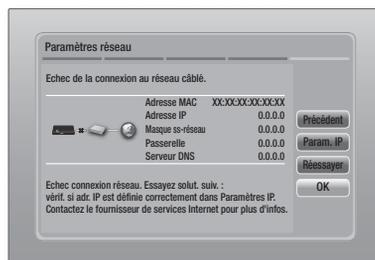 Paramètres réseau
Echec de la connexion au réseau câblé.
Adresse MAC XX:XX:XX:XX:XX:XX
Adresse IP 0.0.0.0
Masque ss-réseau 0.0.0.0
Passerelle 0.0.0.0
Serveur DNS 0.0.0.0
Précédent
Param. IP
Réessayer
OK
Echec connexion réseau. Essayez solut. suiv. :
vérif. si adr. IP est définie correctement dans Paramètres IP.
Contactez le fournisseur de services Internet pour plus d'infos.